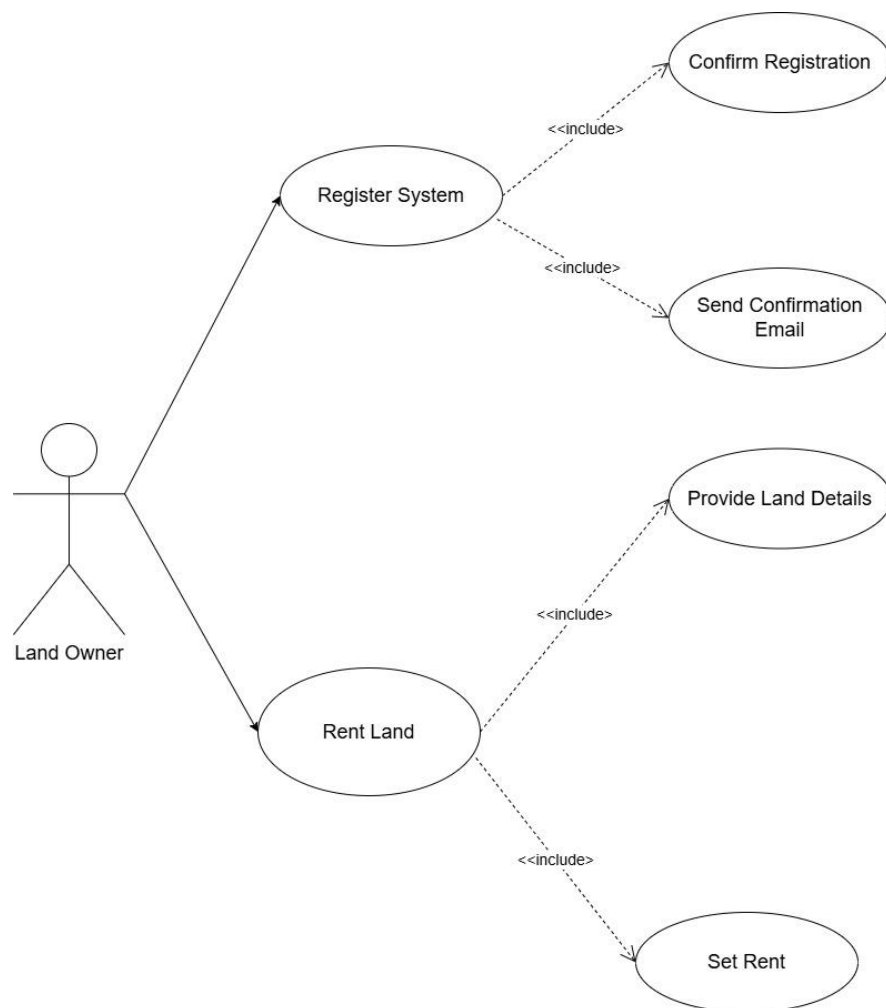 Confirm Registration
<<include>
Register System
<<include>
Send Confirmation
Email
Provide Land Details
<<include>
Land Owner
Rent Land
<<include>
Set Rent